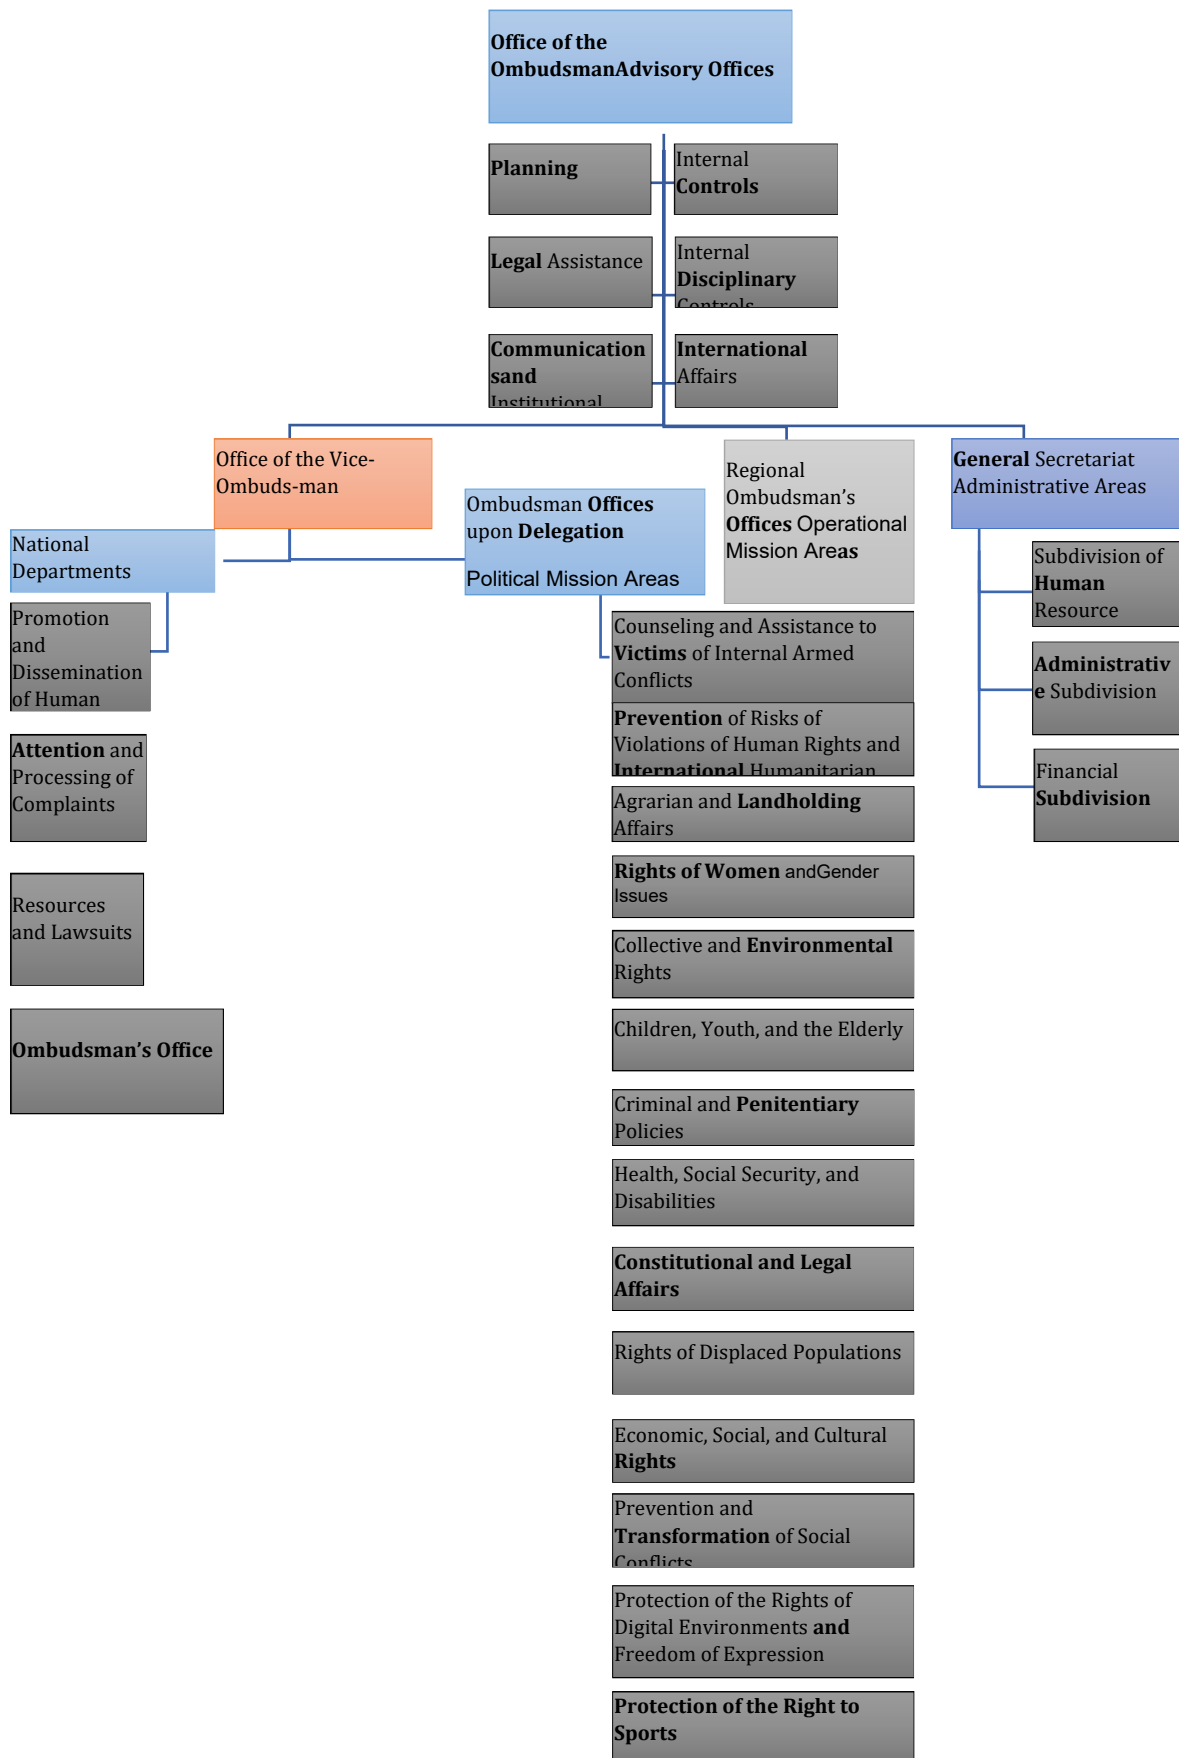 Office of the
OmbudsmanAdvisory Offices
Planning
Internal
Controls
Legal Assistance
Internal
Disciplinary
Controls
Communication
sand
Institutional
International
Affairs
Office of the Vice-
Ombuds-man
Ombudsman Offices
upon Delegation
Political Mission Areas
Regional
Ombudsman’s
Offices Operational
Mission Areas
General Secretariat
Administrative Areas
National
Departments
Promotion
and
Dissemination
of Human
Attention and
Processing of
Complaints
Resources
and Lawsuits
Ombudsman’s Office
Counseling and Assistance to
Victims of Internal Armed
Conflicts
Prevention of Risks of
Violations of Human Rights and
International Humanitarian
Agrarian and Landholding
Affairs
Rights of Women andGender
Issues
Collective and Environmental
Rights
Children, Youth, and the Elderly
Criminal and Penitentiary
Policies
Health, Social Security, and
Disabilities
Constitutional and Legal
Affairs
Rights of Displaced Populations
Economic, Social, and Cultural
Rights
Prevention and
Transformation of Social
Conflicts
Protection of the Rights of
Digital Environments and
Freedom of Expression
Protection of the Right to
Sports
Subdivision of
Human
Resource
Administrativ
e Subdivision
Financial
Subdivision